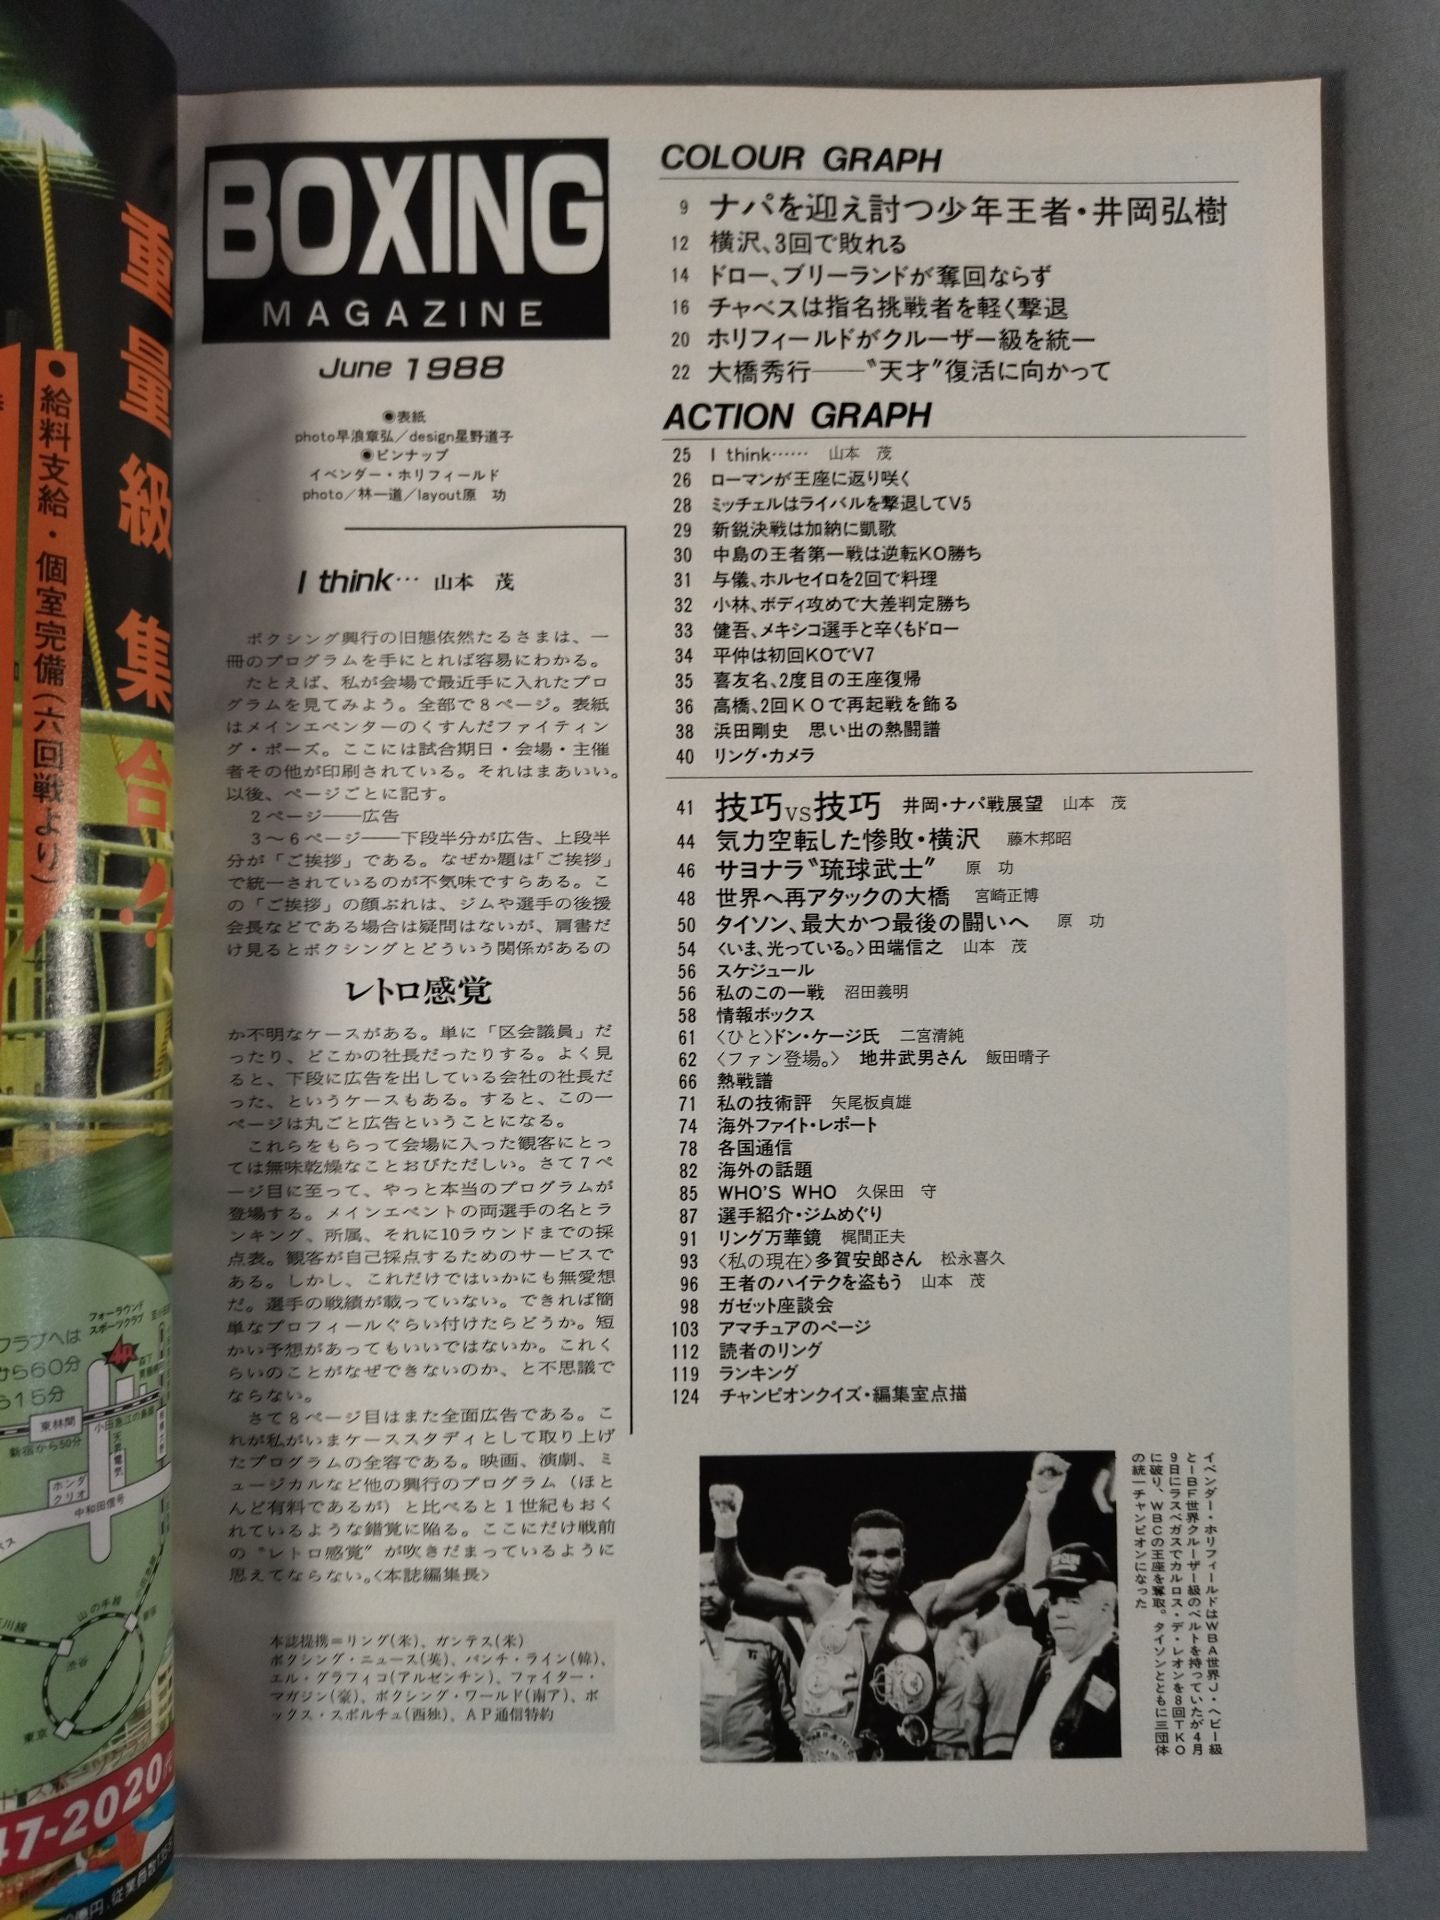 重量級集合!!
●給料支給・個室完備(六回戦より)
フォーラウンド
スポーツクラブ
東林間
新宿から50分
小田急江の島線
天貫電気
ホンダ
クリオ
中和田信号
山の手線
渋谷
新宿
東京
47-2020
BOXING
MAGAZINE
June 1988
◉表紙
photo早浪章弘／design星野道子
◉ピンナップ
イベンダー・ホリフィールド
photo／林一道／layout原　功
I think… 山本　茂
ボクシング興行の旧態依然たるさまは、一
冊のプログラムを手にとれば容易にわかる。
たとえば、私が会場で最近手に入れたプロ
グラムを見てみよう。全部で8ページ。表紙
はメインエベンターのくすんだファイティン
グ・ポーズ。ここには試合期日・会場・主催
者その他が印刷されている。それはまあいい。
以後、ページごとに記す。
2ページ――広告
3〜6ページ――下段半分が広告、上段半
分が「ご挨拶」である。なぜか題は「ご挨拶」
で統一されているのが不気味ですらある。こ
の「ご挨拶」の顔ぶれは、ジムや選手の後援
会長などである場合は疑問はないが、肩書だ
け見るとボクシングとどういう関係があるの
レトロ感覚
か不明なケースがある。単に「区会議員」だ
ったり、どこかの社長だったりする。よく見
ると、下段に広告を出している会社の社長だ
った、というケースもある。すると、この一
ページは丸ごと広告ということになる。
これらをもらって会場に入った観客にとっ
ては無味乾燥なことおびただしい。さて7ペ
ージ目に至って、やっと本当のプログラムが
登場する。メインエベントの両選手の名とラ
ンキング、所属、それに10ラウンドまでの採
点表。観客が自己採点するためのサービスで
ある。しかし、これだけではいかにも無愛想
だ。選手の戦績が載っていない。できれば簡
単なプロフィールぐらい付けたらどうか。短
かい予想があってもいいではないか。これく
らいのことがなぜできないのか、と不思議で
ならない。
さて8ページ目はまた全面広告である。こ
れが私がいまケーススタディとして取り上げ
たプログラムの全容である。映画、演劇、ミ
ュージカルなど他の興行のプログラム（ほと
んど有料であるが）と比べると1世紀もおく
れているような錯覚に陥る。ここにだけ戦前
の〝レトロ感覚〟が吹きだまっているように
思えてならない。〈本誌編集長〉
本誌提携＝リング(米)、ガンテス(米)
ボクシング・ニュース(英)、パンチ・ライン(韓)、
エル・グラフィコ(アルゼンチン)、ファイター・
マガジン(豪)、ボクシング・ワールド(南ア)、ボ
ックス・スポルチュ(西独)、AP通信特約
COLOUR GRAPH
9 ナパを迎え討つ少年王者・井岡弘樹
12 横沢、3回で敗れる
14 ドロー、ブリーランドが奪回ならず
16 チャベスは指名挑戦者を軽く撃退
20 ホリフィールドがクルーザー級を統一
22 大橋秀行――〝天才〟復活に向かって
ACTION GRAPH
25 I think…… 山本　茂
26 ローマンが王座に返り咲く
28 ミッチェルはライバルを撃退してV5
29 新鋭決戦は加納に凱歌
30 中島の王者第一戦は逆転KO勝ち
31 与儀、ホルセイロを2回で料理
32 小林、ボディ攻めで大差判定勝ち
33 健吾、メキシコ選手と辛くもドロー
34 平仲は初回KOでV7
35 喜友名、2度目の王座復帰
36 高橋、2回KOで再起戦を飾る
38 浜田剛史　思い出の熱闘譜
40 リング・カメラ
41 技巧vs技巧 井岡・ナパ戦展望 山本　茂
44 気力空転した惨敗・横沢 藤木邦昭
46 サヨナラ〝琉球武士〟 原　功
48 世界へ再アタックの大橋 宮崎正博
50 タイソン、最大かつ最後の闘いへ 原　功
54 〈いま、光っている。〉田端信之 山本　茂
56 スケジュール
56 私のこの一戦 沼田義明
58 情報ボックス
61 〈ひと〉ドン・ケージ氏 二宮清純
62 〈ファン登場。〉 地井武男さん 飯田晴子
66 熱戦譜
71 私の技術評 矢尾板貞雄
74 海外ファイト・レポート
78 各国通信
82 海外の話題
85 WHO'S WHO 久保田　守
87 選手紹介・ジムめぐり
91 リング万華鏡 梶間正夫
93 〈私の現在〉多賀安郎さん 松永喜久
96 王者のハイテクを盗もう 山本　茂
98 ガゼット座談会
103 アマチュアのページ
112 読者のリング
119 ランキング
124 チャンピオンクイズ・編集室点描
イベンダー・ホリフィールドはWBA世界J・ヘビー級
とIBF世界クルーザー級のベルトを持っていたが4月
9日にラスベガスでカルロス・デ・レオンを8回TKO
に破り、WBCの王座を奪取。タイソンとともに三団体
の統一チャンピオンになった